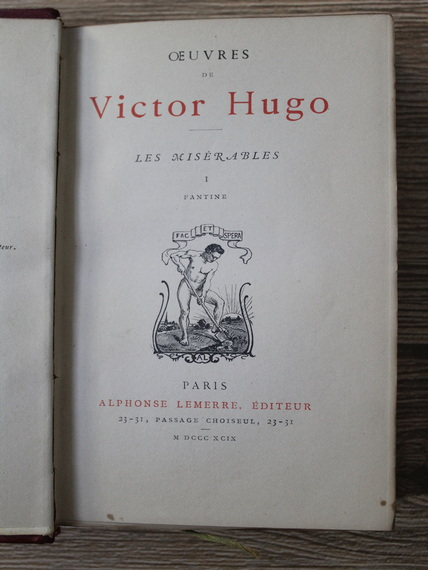 ŒUVRES
DE
Victor Hugo
LES MISÉRABLES
I
FANTINE
FAC ET SPERA
AL
PARIS
ALPHONSE LEMERRE, ÉDITEUR
23-31, PASSAGE CHOISEUL, 23-31
M DCCC XCIX